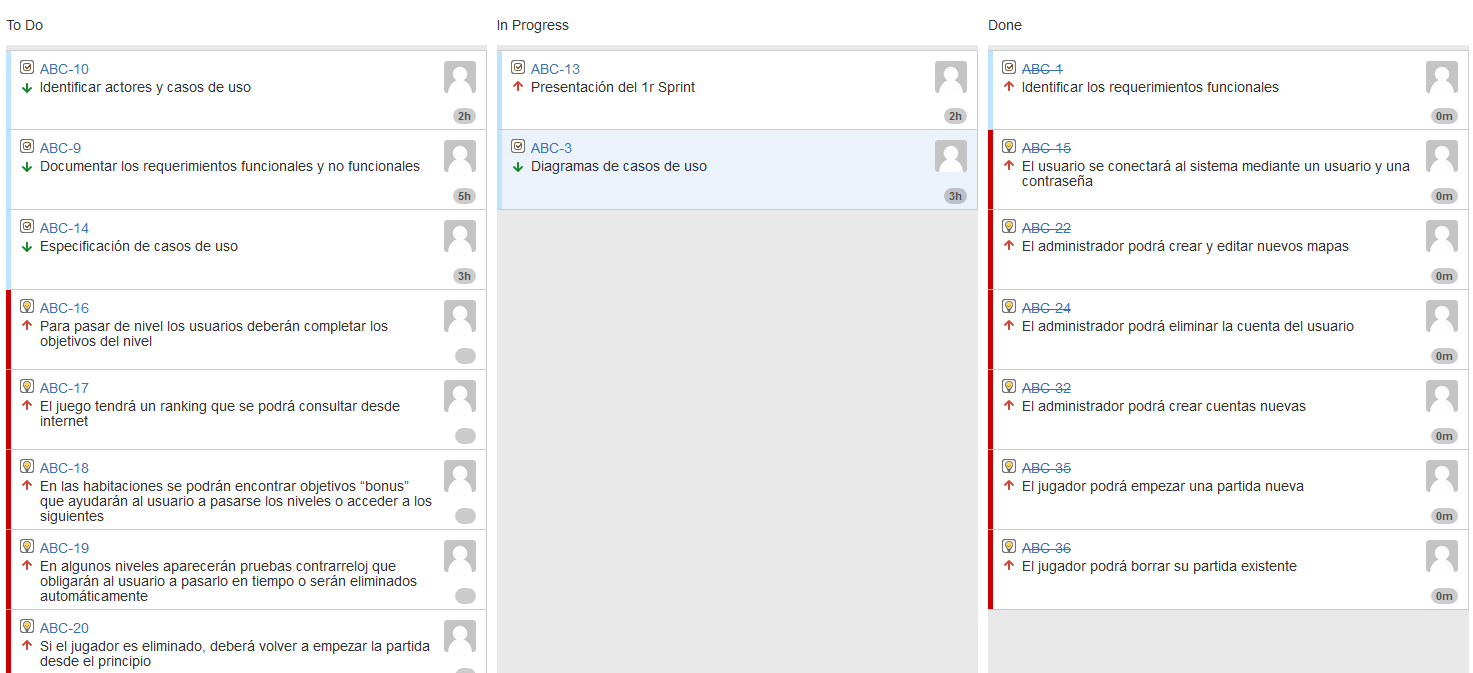 To Do
ABC-10
Identificar actores y casos de uso
2h
ABC-9
Documentar los requerimientos funcionales y no funcionales
5h
ABC-14
Especificación de casos de uso
3h
ABC-16
Para pasar de nivel los usuarios deberán completar los
objetivos del nivel
ABC-17
El juego tendrá un ranking que se podrá consultar desde
internet
ABC-18
En las habitaciones se podrán encontrar objetivos “bonus”
que ayudarán al usuario a pasarse los niveles o acceder a los
siguientes
ABC-19
En algunos niveles aparecerán pruebas contrarreloj que
obligarán al usuario a pasarlo en tiempo o serán eliminados
automáticamente
ABC-20
Si el jugador es eliminado, deberá volver a empezar la partida
desde el principio
In Progress
ABC-13
Presentación del 1r Sprint
2h
ABC-3
Diagramas de casos de uso
3h
Done
ABC-1
Identificar los requerimientos funcionales
0m
ABC-15
El usuario se conectará al sistema mediante un usuario y una
contraseña
0m
ABC-22
El administrador podrá crear y editar nuevos mapas
0m
ABC-24
El administrador podrá eliminar la cuenta del usuario
0m
ABC-32
El administrador podrá crear cuentas nuevas
0m
ABC-35
El jugador podrá empezar una partida nueva
0m
ABC-36
El jugador podrá borrar su partida existente
0m